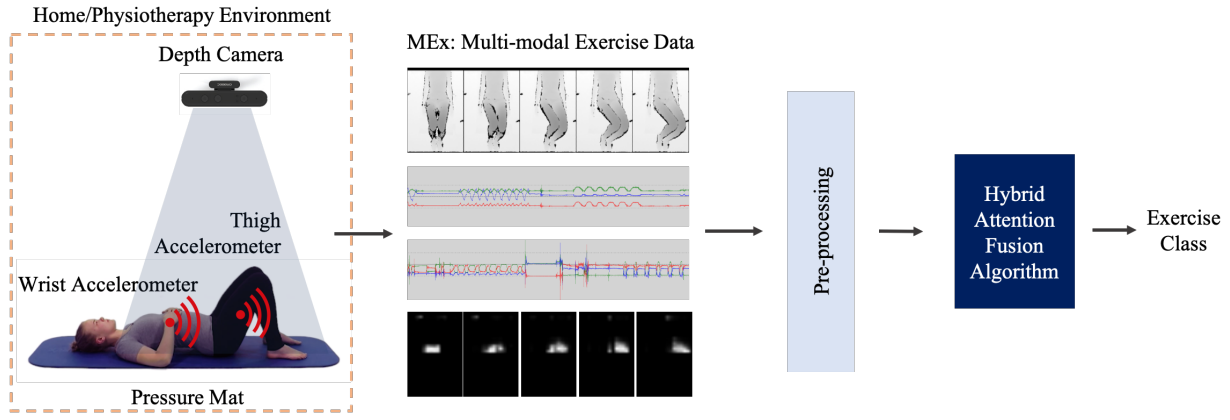 Home/Physiotherapy Environment
Depth Camera
Thigh
Accelerometer
Wrist Accelerometer
Pressure Mat
MEx: Multi-modal Exercise Data
Pre-processing
Hybrid
Attention
Fusion
Algorithm
Exercise
Class